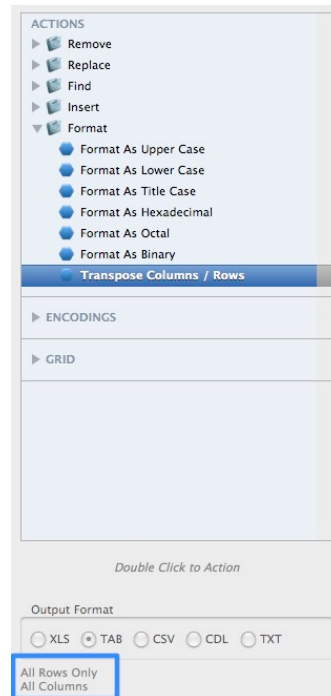 ACTIONS
Remove
Replace
Find
Insert
Format
Format As Upper Case
Format As Lower Case
Format As Title Case
Format As Hexadecimal
Format As Octal
Format As Binary
Transpose Columns / Rows
ENCODINGS
GRID
Double Click to Action
Output Format
XLS TAB CSV CDL TXT
All Rows Only
All Columns